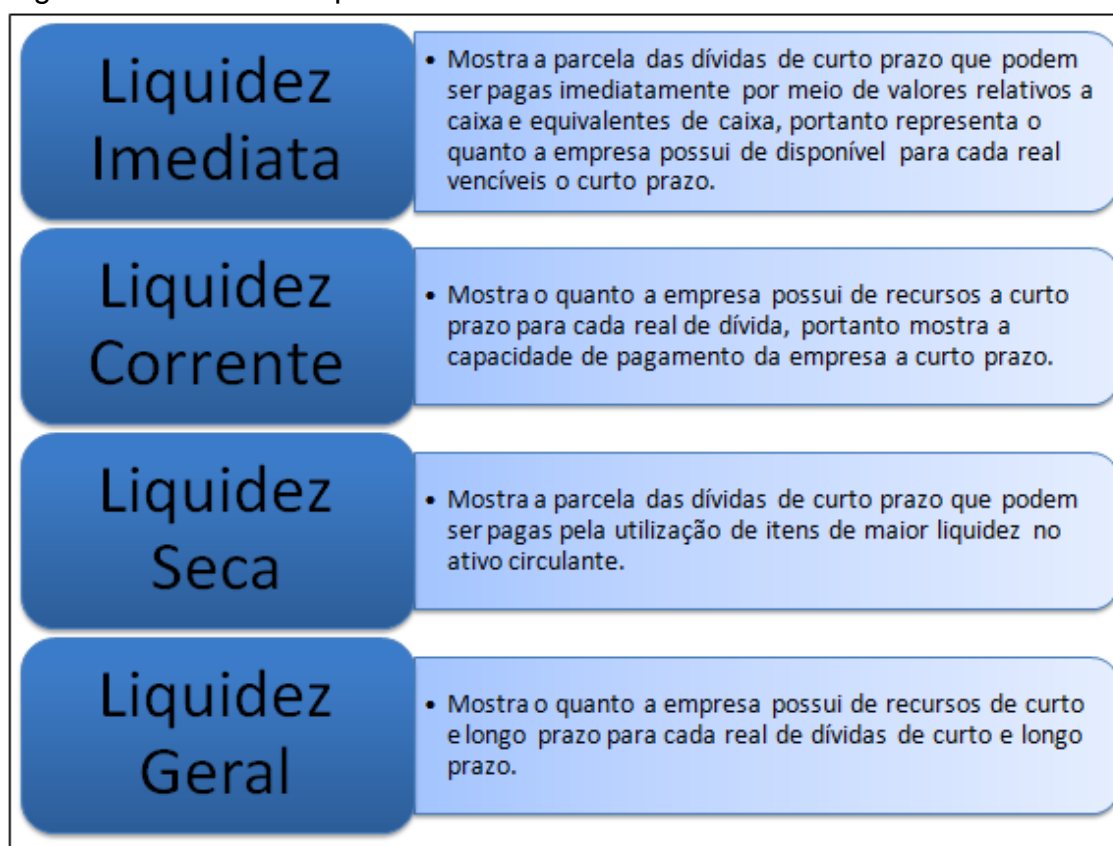 Liquidez
Imediata
• Mostra a parcela das dívidas de curto prazo que podem
ser pagas imediatamente por meio de valores relativos a
caixa e equivalentes de caixa, portanto representa o
quanto a empresa possui de disponível para cada real
vencíveis o curto prazo.
Liquidez
Corrente
• Mostra o quanto a empresa possui de recursos a curto
prazo para cada real de dívida, portanto mostra a
capacidade de pagamento da empresa a curto prazo.
Liquidez
Seca
• Mostra a parcela das dívidas de curto prazo que podem
ser pagas pela utilização de itens de maior liquidez no
ativo circulante.
Liquidez
Geral
• Mostra o quanto a empresa possui de recursos de curto
e longo prazo para cada real de dívidas de curto e longo
prazo.